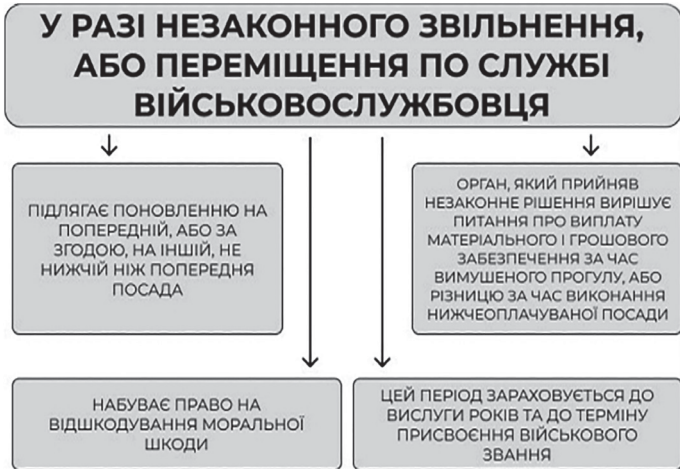 У РАЗІ НЕЗАКОННОГО ЗВІЛЬНЕННЯ,
АБО ПЕРЕМІЩЕННЯ ПО СЛУЖБІ
ВІЙСЬКОВОСЛУЖБОВЦЯ
ПІДЛЯГАЄ ПОНОВЛЕННЮ НА
ПОПЕРЕДНІЙ, АБО ЗА
ЗГОДОЮ, НА ІНШІЙ, НЕ
НИЖЧІЙ НІЖ ПОПЕРЕДНЯ
ПОСАДА
ОРГАН, ЯКИЙ ПРИЙНЯВ
НЕЗАКОННЕ РІШЕННЯ ВИРІШУЄ
ПИТАННЯ ПРО ВИПЛАТУ
МАТЕРІАЛЬНОГО І ГРОШОВОГО
ЗАБЕЗПЕЧЕННЯ ЗА ЧАС
ВИМУШЕНОГО ПРОГУЛУ, АБО
РІЗНИЦЮ ЗА ЧАС ВИКОНАННЯ
НИЖЧЕОПЛАЧУВАНОЇ ПОСАДИ
НАБУВАЄ ПРАВО НА
ВІДШКОДУВАННЯ МОРАЛЬНОЇ
ШКОДИ
ЦЕЙ ПЕРІОД ЗАРАХОВУЄТЬСЯ ДО
ВИСЛУГИ РОКІВ ТА ДО ТЕРМІНУ
ПРИСВОЄННЯ ВІЙСЬКОВОГО
ЗВАННЯ